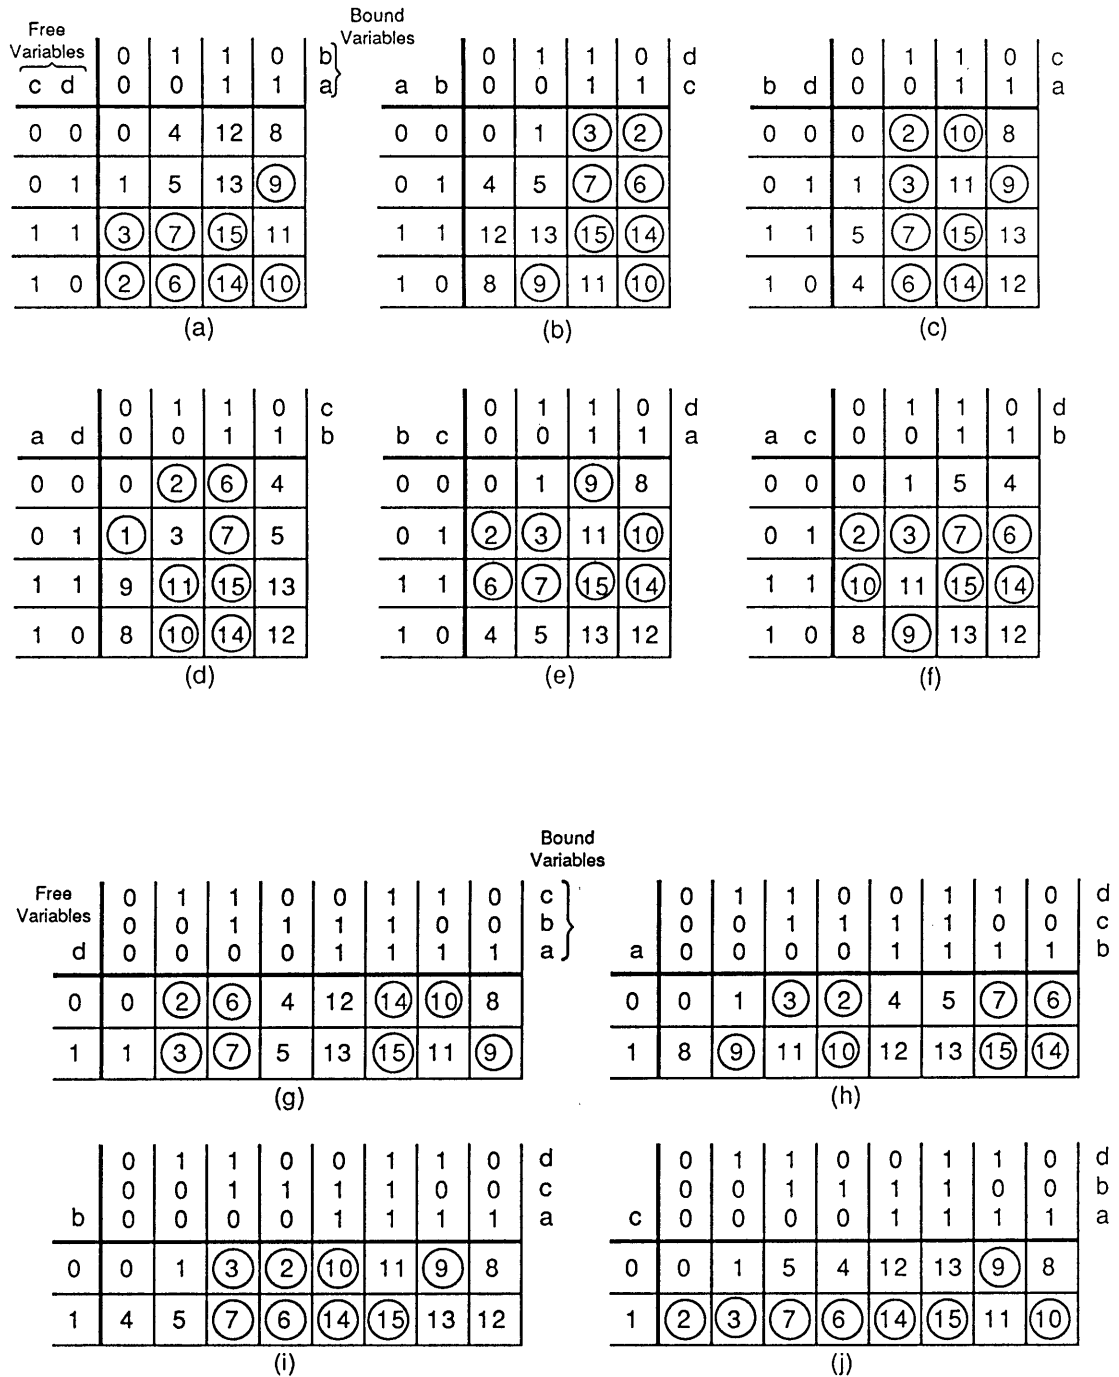 Free
Variables
Bound
Variables
0 1 1 0 b
c d 0 0 1 1 a
0 0 0 4 12 8
0 1 1 5 13 9
1 1 3 7 15 11
1 0 2 6 14 10
(a)
0 1 1 0 d
a b 0 0 1 1 c
0 0 0 1 3 2
0 1 4 5 7 6
1 1 12 13 15 14
1 0 8 9 11 10
(b)
0 1 1 0 c
b d 0 0 1 1 a
0 0 0 2 10 8
0 1 1 3 11 9
1 1 5 7 15 13
1 0 4 6 14 12
(c)
0 1 1 0 c
a d 0 0 1 1 b
0 0 0 2 6 4
0 1 1 3 7 5
1 1 9 11 15 13
1 0 8 10 14 12
(d)
0 1 1 0 d
b c 0 0 1 1 a
0 0 0 1 9 8
0 1 2 3 11 10
1 1 6 7 15 14
1 0 4 5 13 12
(e)
0 1 1 0 d
a c 0 0 1 1 b
0 0 0 1 5 4
0 1 2 3 7 6
1 1 10 11 15 14
1 0 8 9 13 12
(f)
Bound
Variables
Free
Variables
0 1 1 0 0 1 1 0 c
0 0 1 1 1 1 0 0 b
d 0 0 0 0 1 1 1 1 a
0 0 2 6 4 12 14 10 8
1 1 3 7 5 13 15 11 9
(g)
0 1 1 0 0 1 1 0 d
0 0 1 1 1 1 0 0 c
a 0 0 0 0 1 1 1 1 b
0 0 1 3 2 4 5 7 6
1 8 9 11 10 12 13 15 14
(h)
0 1 1 0 0 1 1 0 d
0 0 1 1 1 1 0 0 c
b 0 0 0 0 1 1 1 1 a
0 0 1 3 2 10 11 9 8
1 4 5 7 6 14 15 13 12
(i)
0 1 1 0 0 1 1 0 d
0 0 1 1 1 1 0 0 b
c 0 0 0 0 1 1 1 1 a
0 0 1 5 4 12 13 9 8
1 2 3 7 6 14 15 11 10
(j)